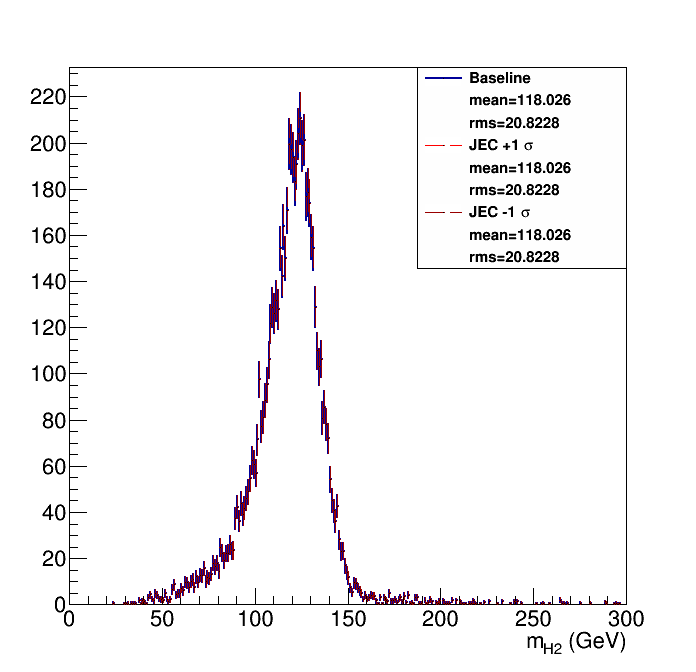 Baseline
mean=118.026
rms=20.8228
JEC +1 σ
mean=118.026
rms=20.8228
JEC -1 σ
mean=118.026
rms=20.8228
220
200
180
160
140
120
100
80
60
40
20
0
0 50 100 150 200 250 300
m_H2 (GeV)